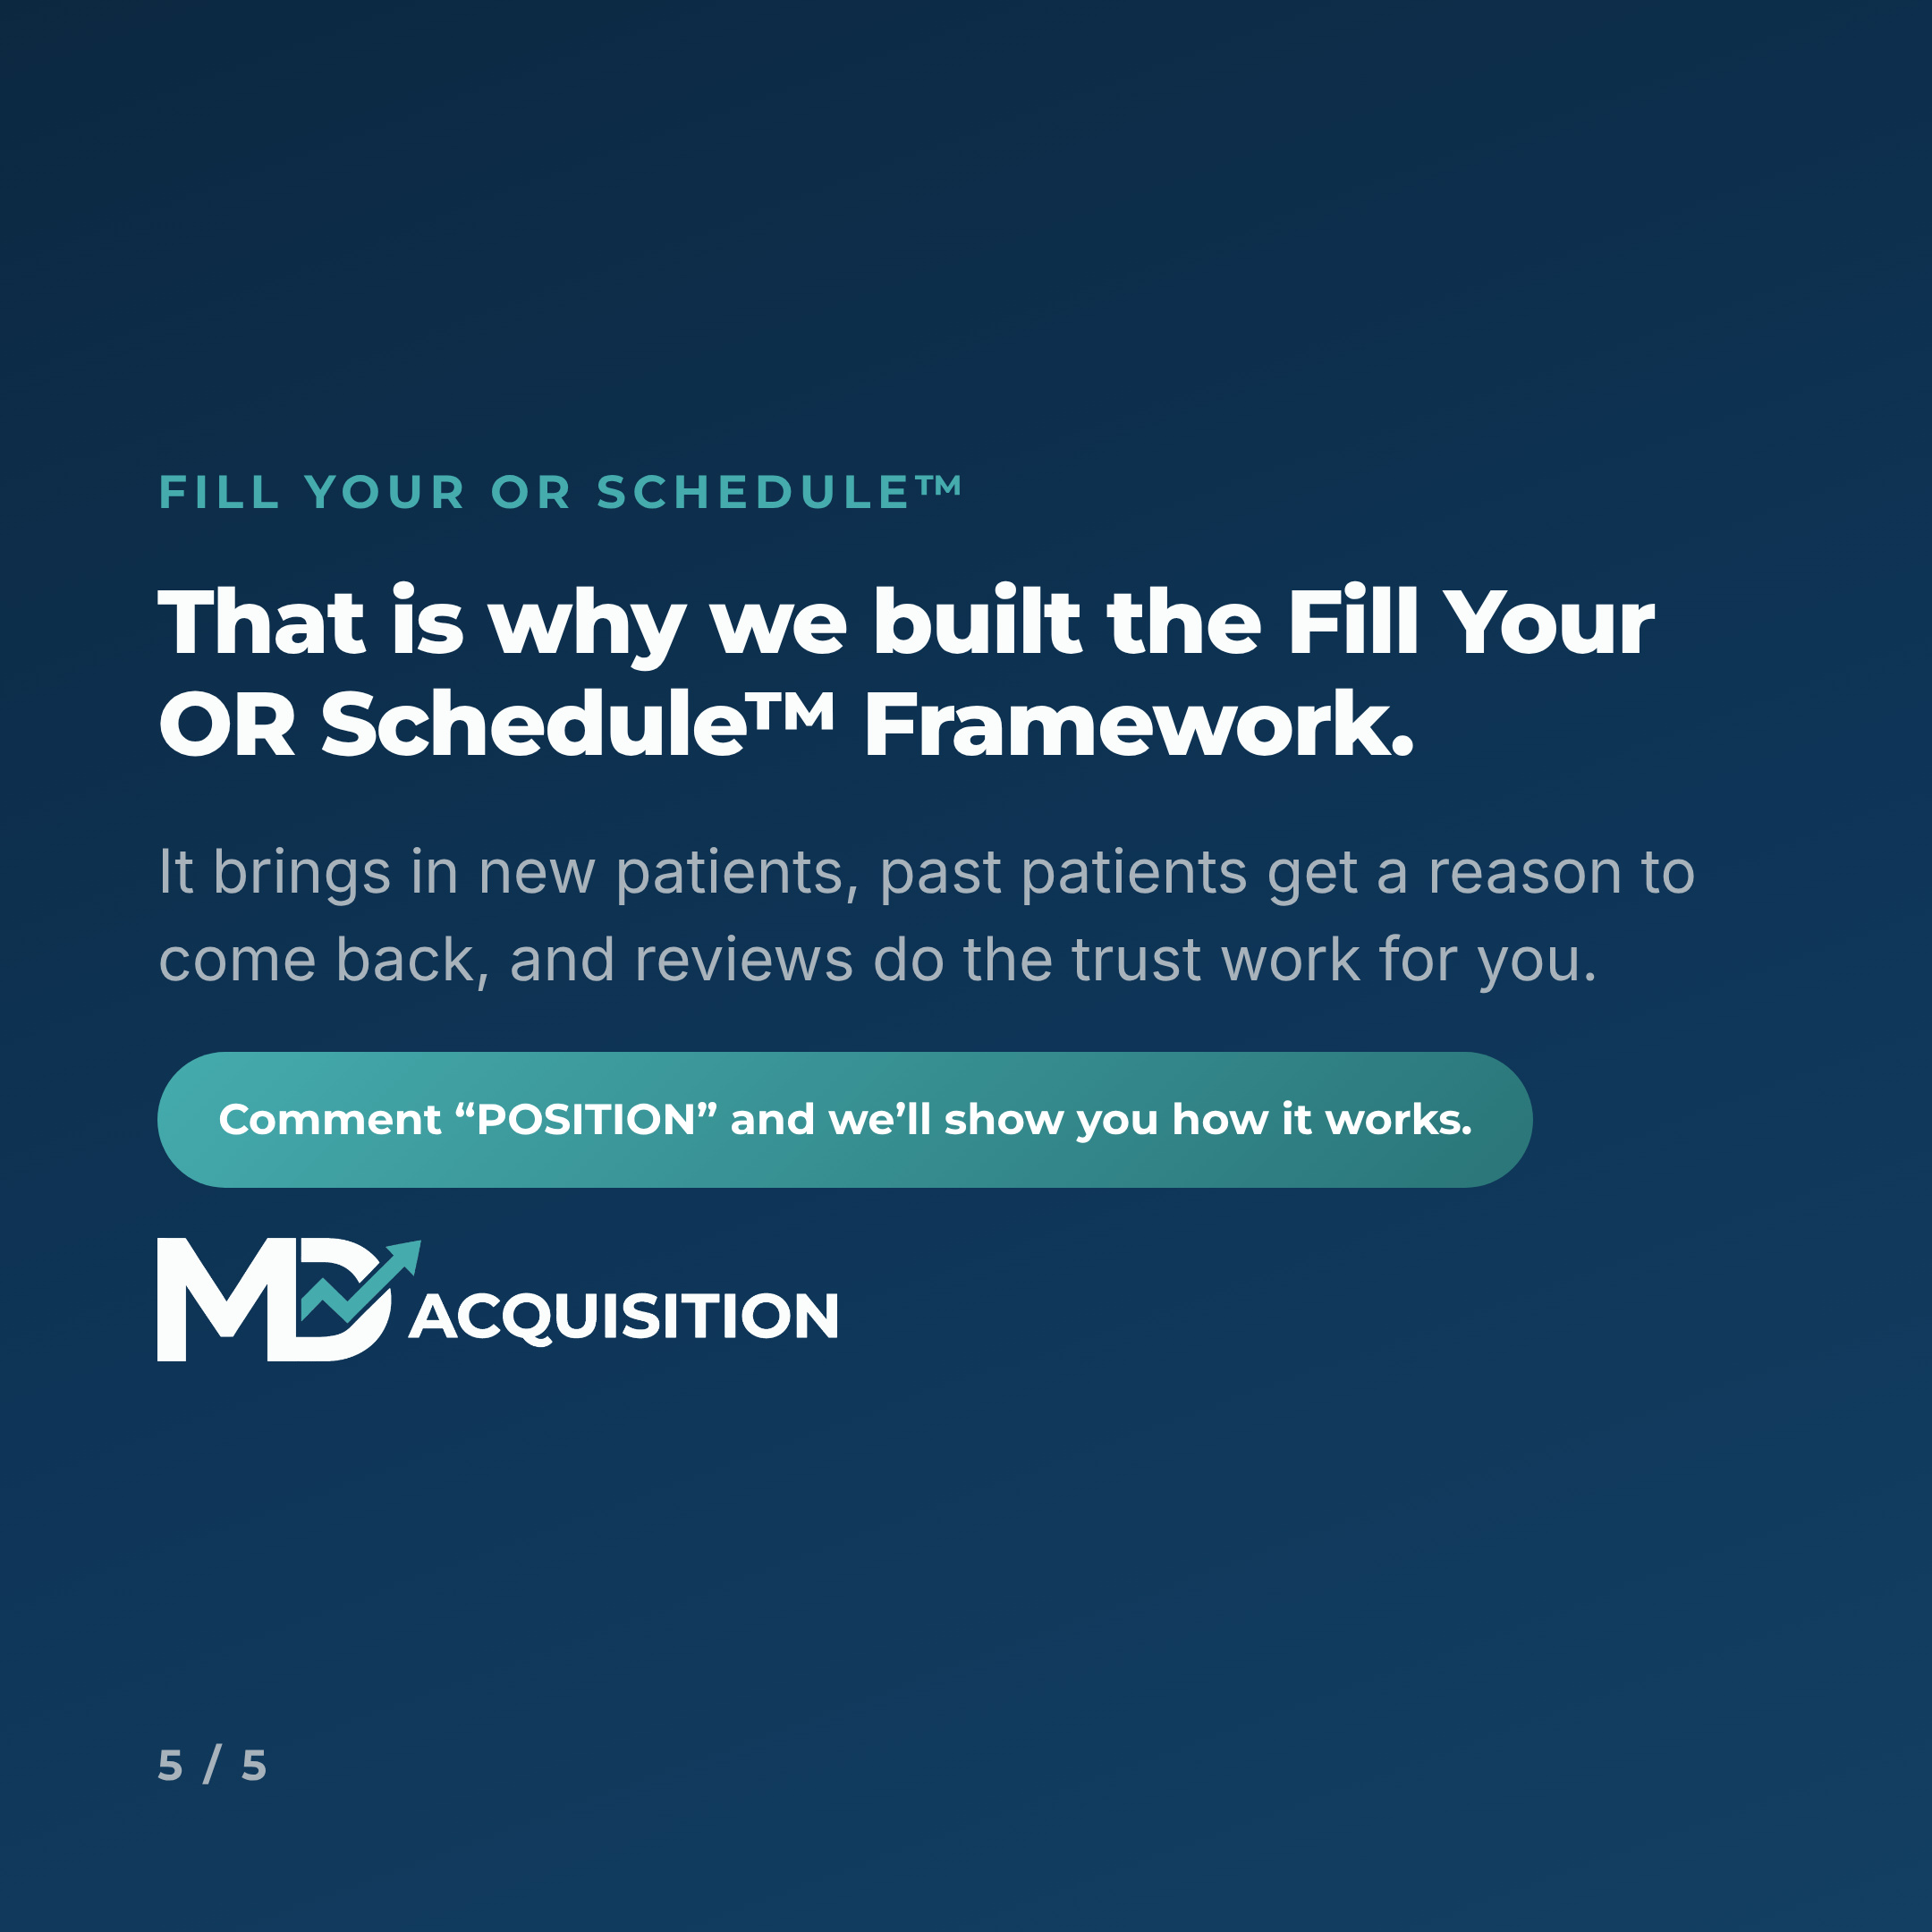 FILL YOUR OR SCHEDULE™
That is why we built the Fill Your
OR Schedule™ Framework.
It brings in new patients, past patients get a reason to
come back, and reviews do the trust work for you.
Comment “POSITION” and we’ll show you how it works.
MD ACQUISITION
5 / 5